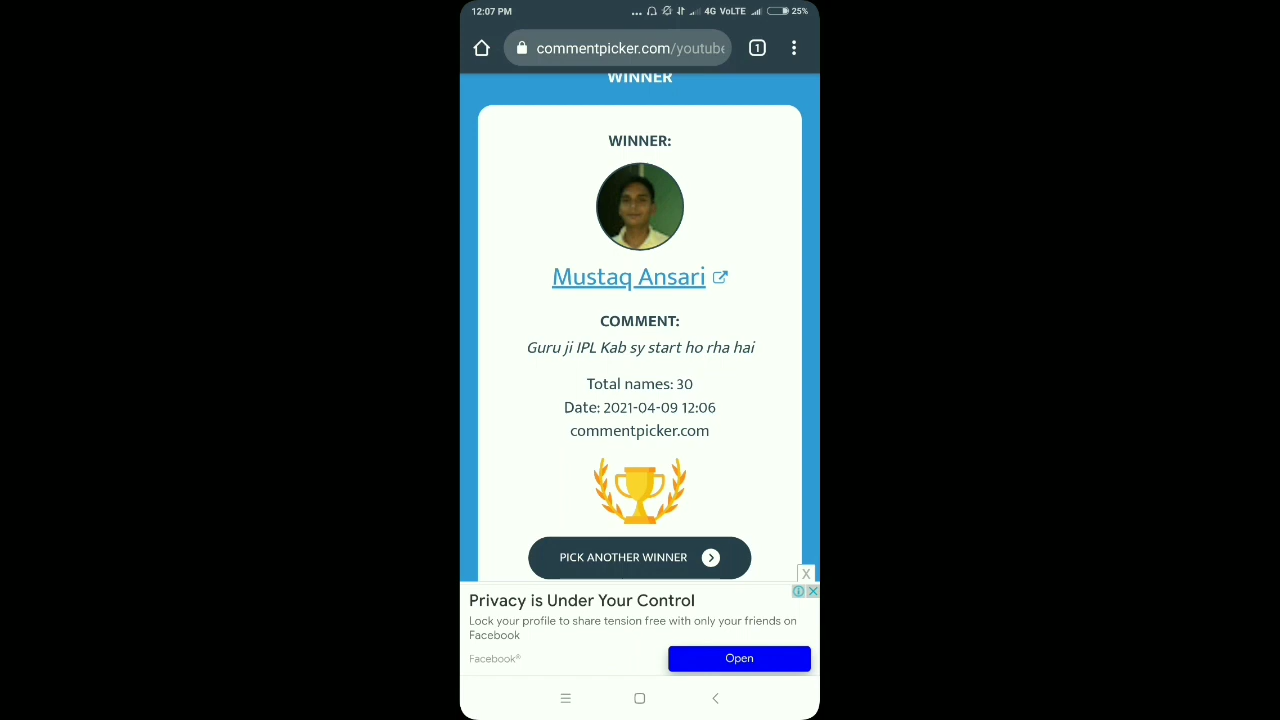 12:07 PM ... 4G VoLTE 25%
commentpicker.com/youtube 1
WINNER
WINNER:
Mustaq Ansari
COMMENT:
Guru ji IPL Kab sy start ho rha hai
Total names: 30
Date: 2021-04-09 12:06
commentpicker.com
PICK ANOTHER WINNER
X
Privacy is Under Your Control
Lock your profile to share tension free with only your friends on
Facebook
Facebook®
Open